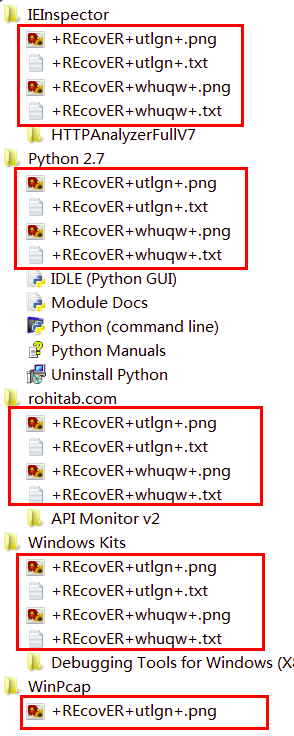 IEInspector
+REcovER+utlgn+.png
+REcovER+utlgn+.txt
+REcovER+whuqw+.png
+REcovER+whuqw+.txt
HTTPAnalyzerFullV7
Python 2.7
+REcovER+utlgn+.png
+REcovER+utlgn+.txt
+REcovER+whuqw+.png
+REcovER+whuqw+.txt
IDLE (Python GUI)
Module Docs
Python (command line)
Python Manuals
Uninstall Python
rohitab.com
+REcovER+utlgn+.png
+REcovER+utlgn+.txt
+REcovER+whuqw+.png
+REcovER+whuqw+.txt
API Monitor v2
Windows Kits
+REcovER+utlgn+.png
+REcovER+utlgn+.txt
+REcovER+whuqw+.png
+REcovER+whuqw+.txt
Debugging Tools for Windows (X
WinPcap
+REcovER+utlgn+.png